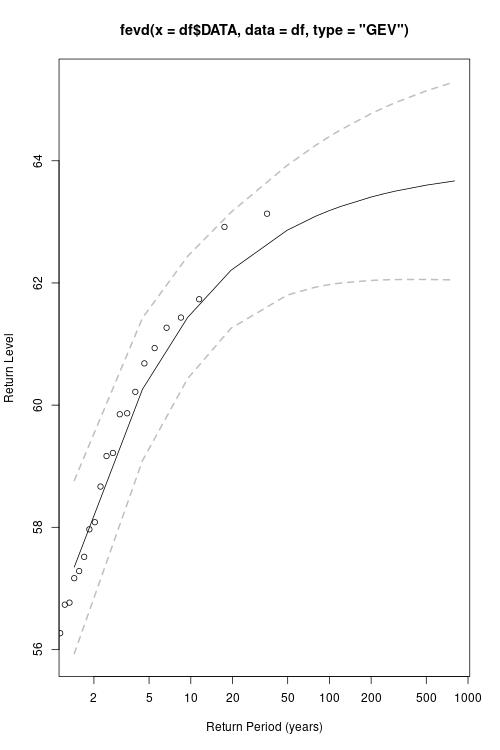 fevd(x = df$DATA, data = df, type = "GEV")
64
62
60
58
56
Return Level
2 5 10 20 50 100 200 500 1000
Return Period (years)